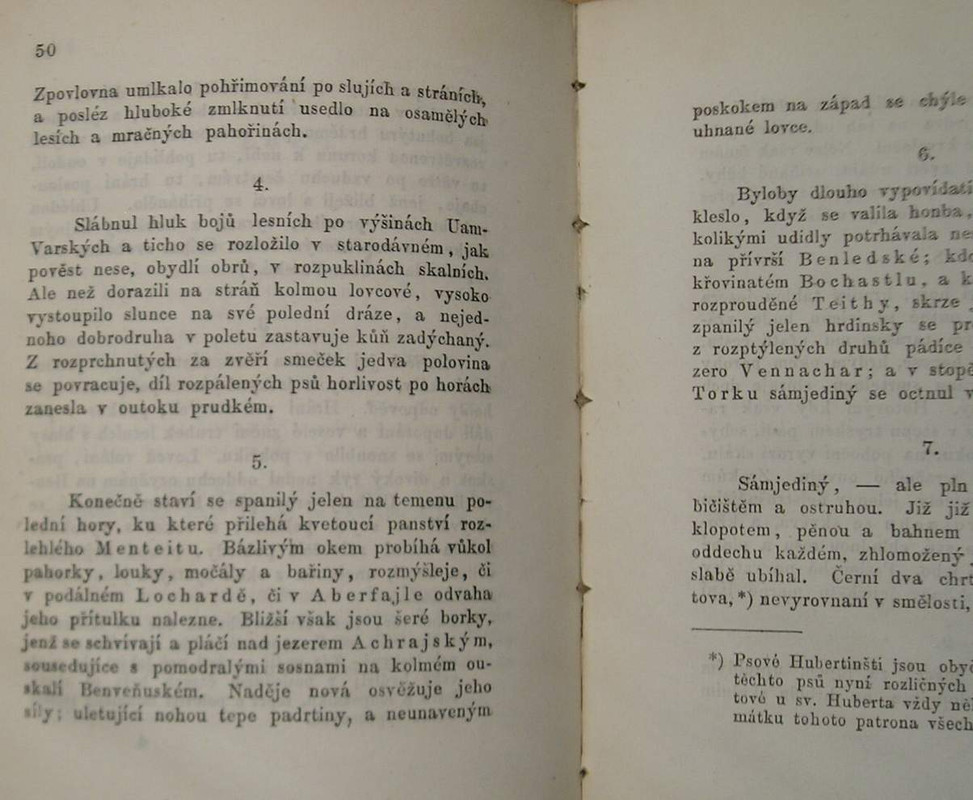 50
Zpovlovna umlkalo pohřimování po slujích a stráních,
a posléz hluboké zmlknutí usedlo na osamělých
lesích a mračných pahořinách.
4.
Slábnul hluk bojů lesních po výšinách Uam-
Varských a ticho se rozložilo v starodávném, jak
pověst nese, obydlí obrů, v rozpuklinách skalních.
Ale než dorazili na stráň kolmou lovcové, vysoko
vystoupilo slunce na své polední dráze, a nejed-
noho dobrodruha v poletu zastavuje kůň zadýchaný.
Z rozprchnutých za zvěří smeček jedva polovina
se povracuje, díl rozpálených psů horlivost po horách
zanesla v outoku prudkém.
5.
Konečně staví se spanilý jelen na temenu po-
lední hory, ku které přilehá kvetoucí panství roz-
lehlého Menteitu. Bázlivým okem probíhá vůkol
pahorky, louky, močály a bařiny, rozmýšleje, či
v podálném Lochardě, či v Aberfajle odvaha
jeho přítulku nalezne. Bližší však jsou šeré borky,
jenž se schvívají a pláčí nad jezerem Achrajským,
sousedujíce s pomodralými sosnami na kolmém ou-
skalí Benveňuském. Naděje nová osvěžuje jeho
síly; uletující nohou tepe padrtiny, a neunaveným
poskokem na západ se chýle
uhnané lovce.
6.
Byloby dlouho vypovídati
kleslo, když se valila honba,
kolikými udidly potrhávala
na přívrší Benledské; kdo
křovinatém Bochastlu, a k
rozprouděné Teithy, skrze
zpanilý jelen hrdinsky se
z rozptýlených druhů pádíce
zero Vennachar; a v stopě
Torku sámjediný se octnul v
7.
Sámjediný, — ale pln
bičištěm a ostruhou. Již již
klopotem, pěnou a bahnem
oddechu každém, zhlomožený
slabě ubíhal. Černí dva chrt
tova,*) nevyrovnaní v smělosti,
*) Psové Hubertinští jsou obyč
těchto psů nyní rozličných
tové u sv. Huberta vždy
mátku tohoto patrona všech